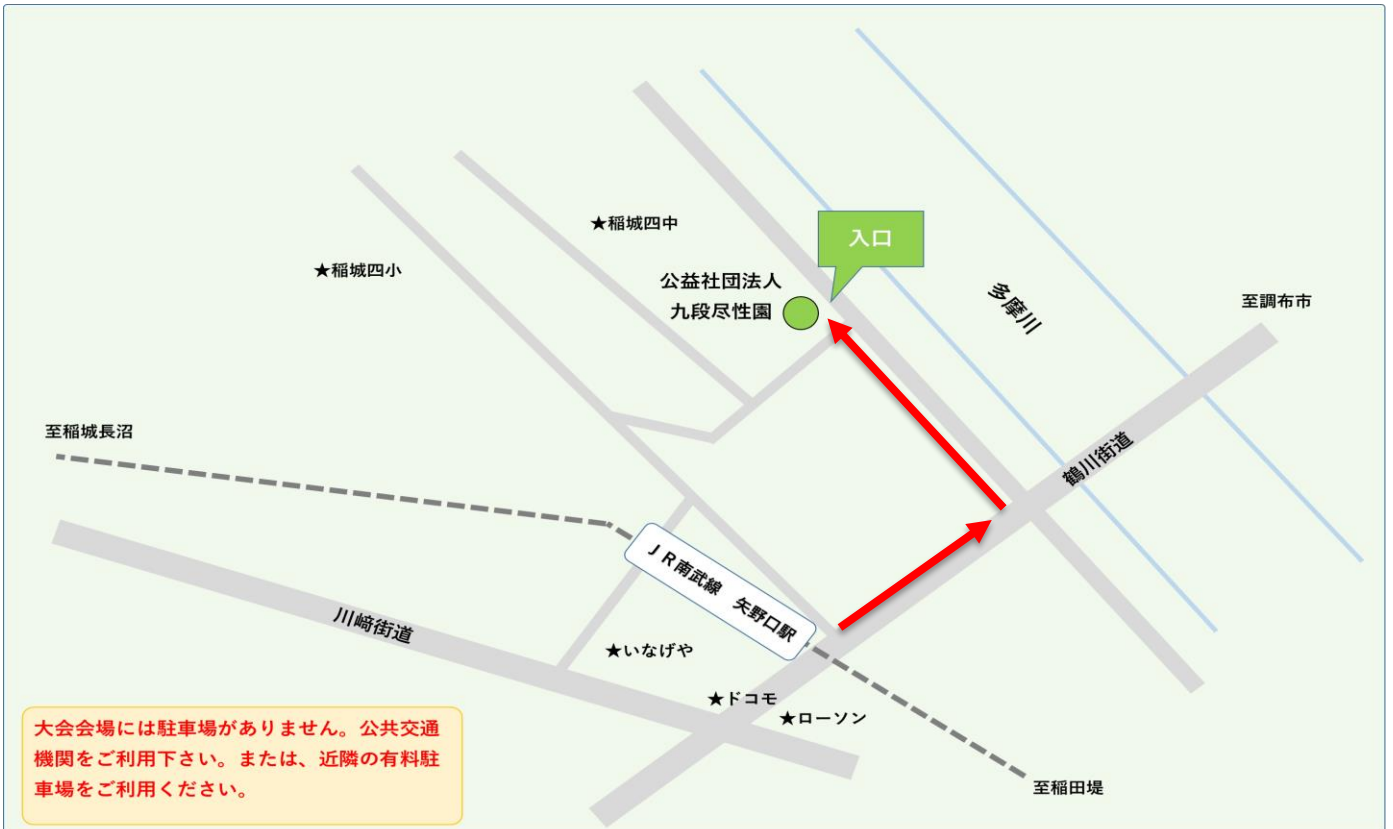 ★稲城四中
入口
★稲城四小
公益社団法人
九段尽性園
多摩川
至調布市
至稲城長沼
鶴川街道
ＪＲ南武線　矢野口駅
川﨑街道
★いなげや
★ドコモ
★ローソン
至稲田堤
大会会場には駐車場がありません。公共交通
機関をご利用下さい。または、近隣の有料駐
車場をご利用ください。